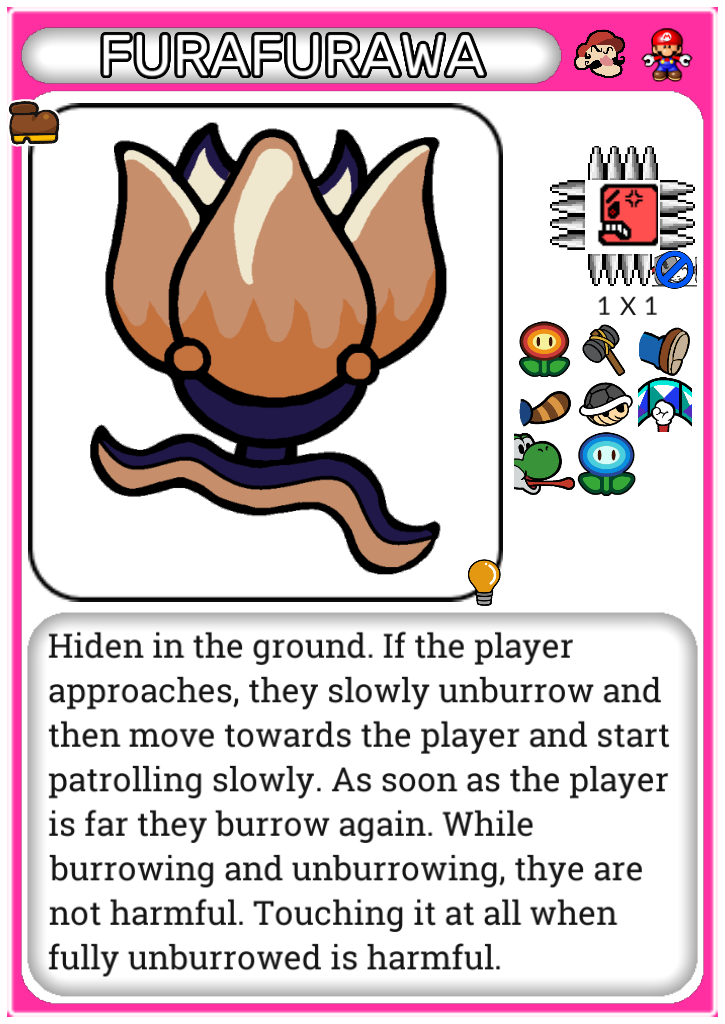 FURAFURAWA
1 X 1
Hiden in the ground. If the player
approaches, they slowly unburrow and
then move towards the player and start
patrolling slowly. As soon as the player
is far they burrow again. While
burrowing and unburrowing, thye are
not harmful. Touching it at all when
fully unburrowed is harmful.